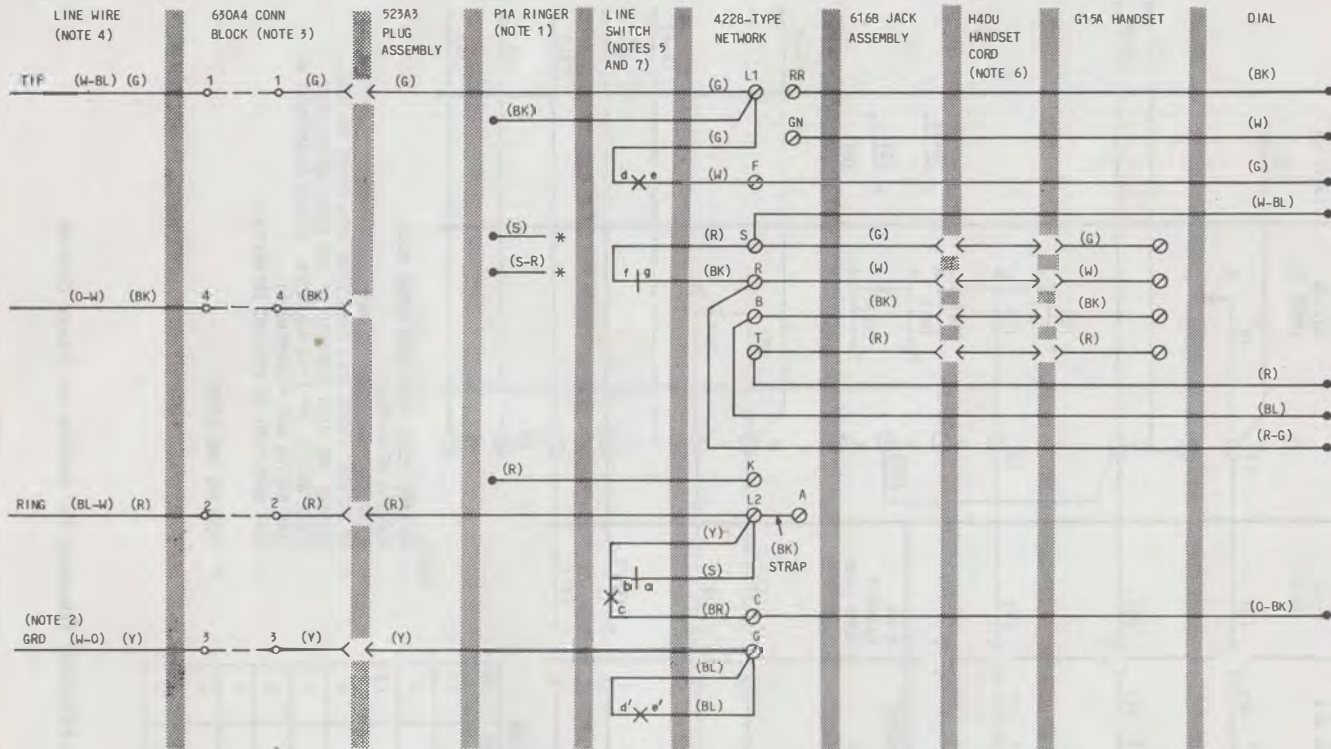 LINE WIRE
(NOTE 4)
630A4 CONN
BLOCK (NOTE 3)
523A3
PLUG
ASSEMBLY
P1A RINGER
(NOTE 1)
LINE
SWITCH
(NOTES 5
AND 7)
4228-TYPE
NETWORK
616B JACK
ASSEMBLY
H4DU
HANDSET
CORD
(NOTE 6)
G15A HANDSET
DIAL
TIP (W-BL) (G) 1 1 (G) (G) (G) L1 RR (BK)
(BK) GN (W)
(G)
d e (W) F (G)
(W-BL)
(S) * (R) S (G) (G)
(S-R) * f g (BK) R (W) (W)
(O-W) (BK) 4 4 (BK) B (BK) (BK)
T (R) (R)
(R)
(BL)
(R-G)
(R) K
RING (BL-W) (R) 2 2 (R) (R) L2 A
(Y) (BK)
STRAP
b a (S)
c (BR) C (O-BK)
(NOTE 2)
GRD (W-O) (Y) 3 3 (Y) (Y) G
(BL)
d' e' (BL)